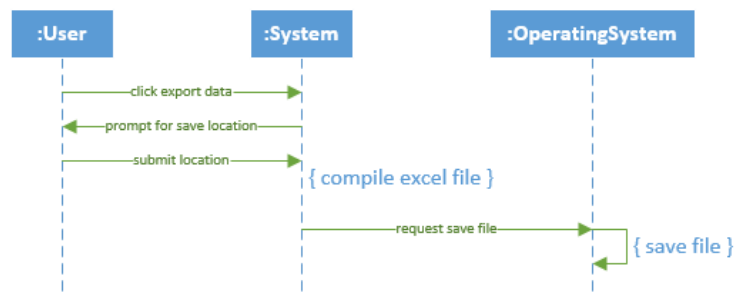 :User
:System
:OperatingSystem
click export data
prompt for save location
submit location
{ compile excel file }
request save file
{ save file }